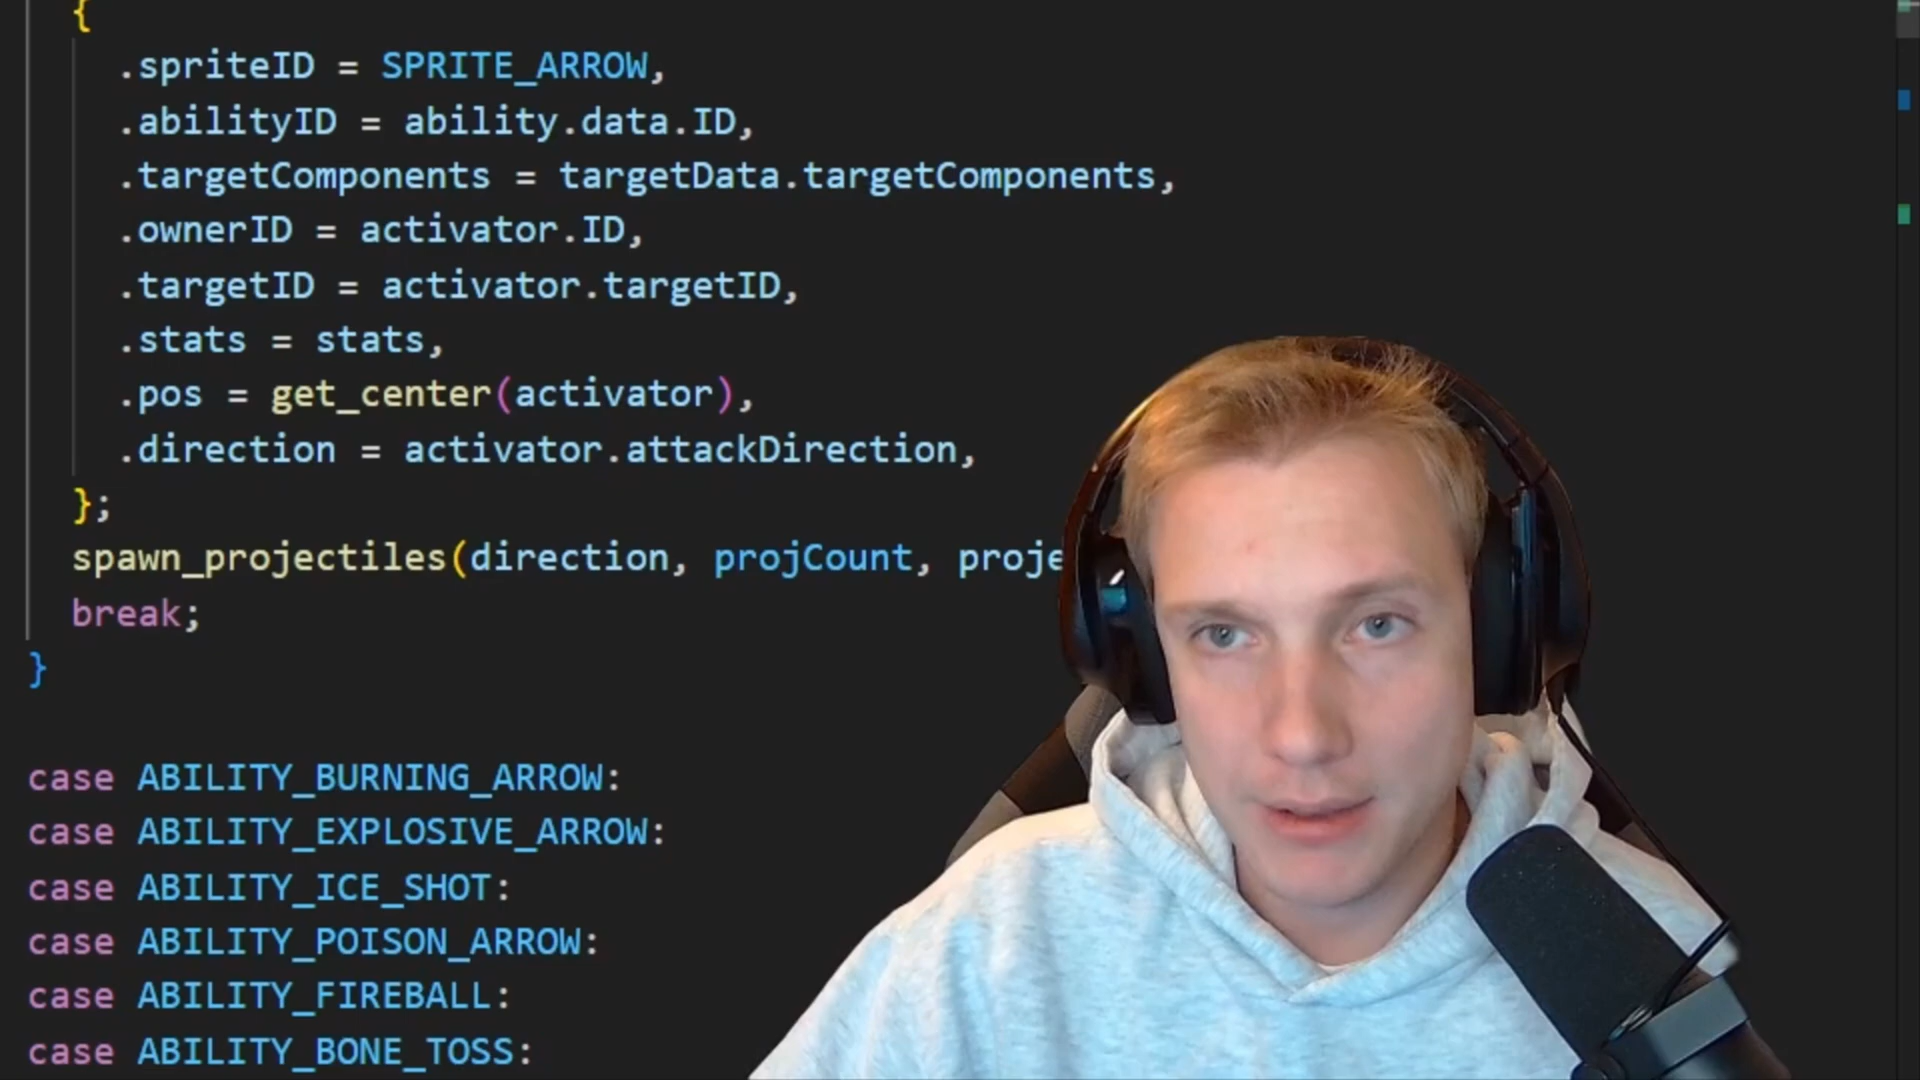 {
.spriteID = SPRITE_ARROW,
.abilityID = ability.data.ID,
.targetComponents = targetData.targetComponents,
.ownerID = activator.ID,
.targetID = activator.targetID,
.stats = stats,
.pos = get_center(activator),
.direction = activator.attackDirection,
};
spawn_projectiles(direction, projCount, proje
break;
}
case ABILITY_BURNING_ARROW:
case ABILITY_EXPLOSIVE_ARROW:
case ABILITY_ICE_SHOT:
case ABILITY_POISON_ARROW:
case ABILITY_FIREBALL:
case ABILITY_BONE_TOSS: